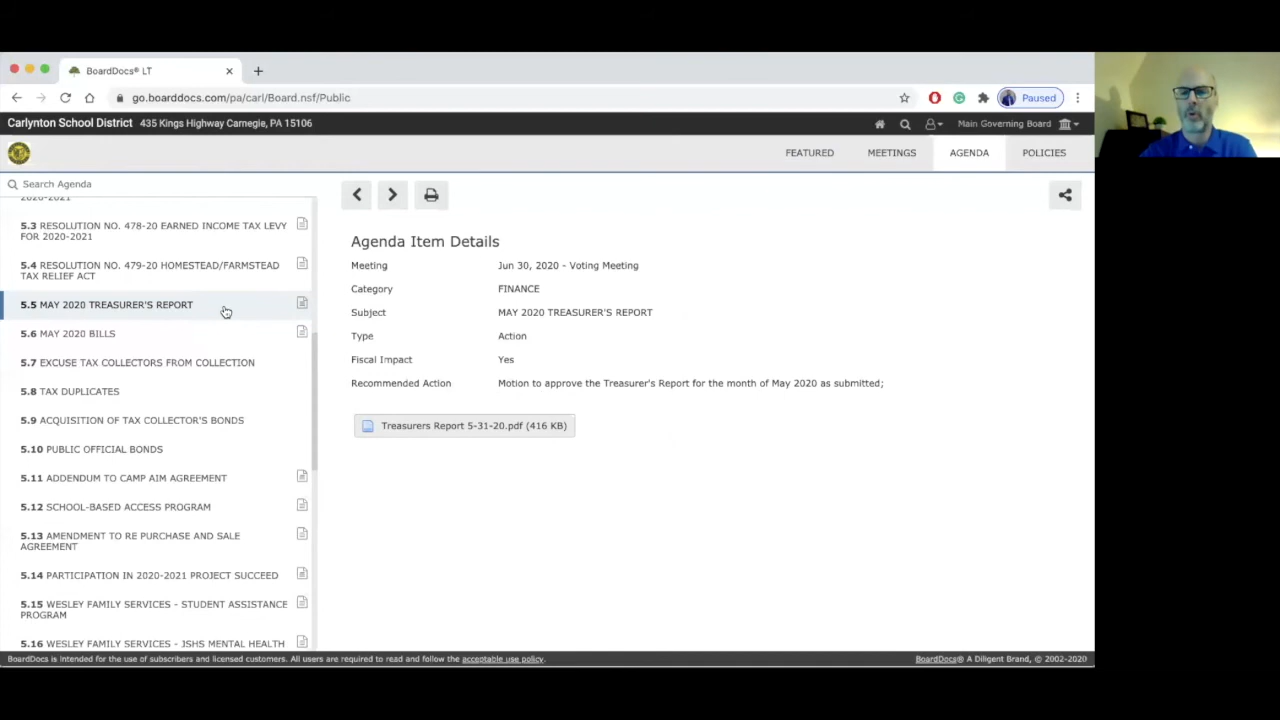 BoardDocs® LT
go.boarddocs.com/pa/carl/Board.nsf/Public
Paused
Carlynton School District 435 Kings Highway Carnegie, PA 15106
Main Governing Board
FEATURED
MEETINGS
AGENDA
POLICIES
Search Agenda
2020-2021
5.3 RESOLUTION NO. 478-20 EARNED INCOME TAX LEVY
FOR 2020-2021
5.4 RESOLUTION NO. 479-20 HOMESTEAD/FARMSTEAD
TAX RELIEF ACT
5.5 MAY 2020 TREASURER'S REPORT
5.6 MAY 2020 BILLS
5.7 EXCUSE TAX COLLECTORS FROM COLLECTION
5.8 TAX DUPLICATES
5.9 ACQUISITION OF TAX COLLECTOR'S BONDS
5.10 PUBLIC OFFICIAL BONDS
5.11 ADDENDUM TO CAMP AIM AGREEMENT
5.12 SCHOOL-BASED ACCESS PROGRAM
5.13 AMENDMENT TO RE PURCHASE AND SALE
AGREEMENT
5.14 PARTICIPATION IN 2020-2021 PROJECT SUCCEED
5.15 WESLEY FAMILY SERVICES - STUDENT ASSISTANCE
PROGRAM
5.16 WESLEY FAMILY SERVICES - JSHS MENTAL HEALTH
Agenda Item Details
Meeting Jun 30, 2020 - Voting Meeting
Category FINANCE
Subject MAY 2020 TREASURER'S REPORT
Type Action
Fiscal Impact Yes
Recommended Action Motion to approve the Treasurer's Report for the month of May 2020 as submitted;
Treasurers Report 5-31-20.pdf (416 KB)
BoardDocs is intended for the use of subscribers and licensed customers. All users are required to read and follow the acceptable use policy.
BoardDocs® A Diligent Brand, © 2002-2020